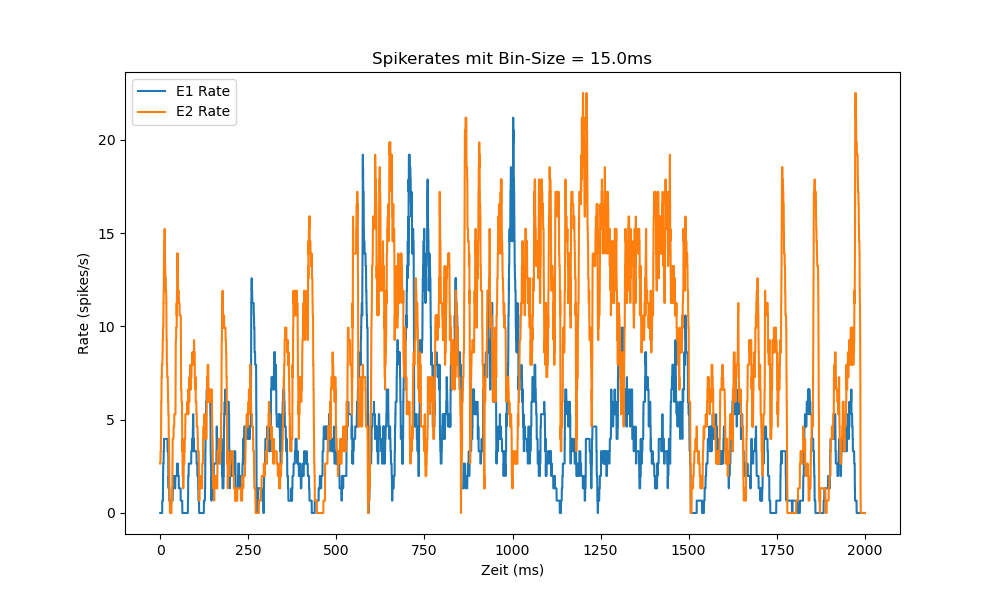 Spikerates mit Bin-Size = 15.0ms
E1 Rate
E2 Rate
Rate (spikes/s)
20
15
10
5
0
0 250 500 750 1000 1250 1500 1750 2000
Zeit (ms)